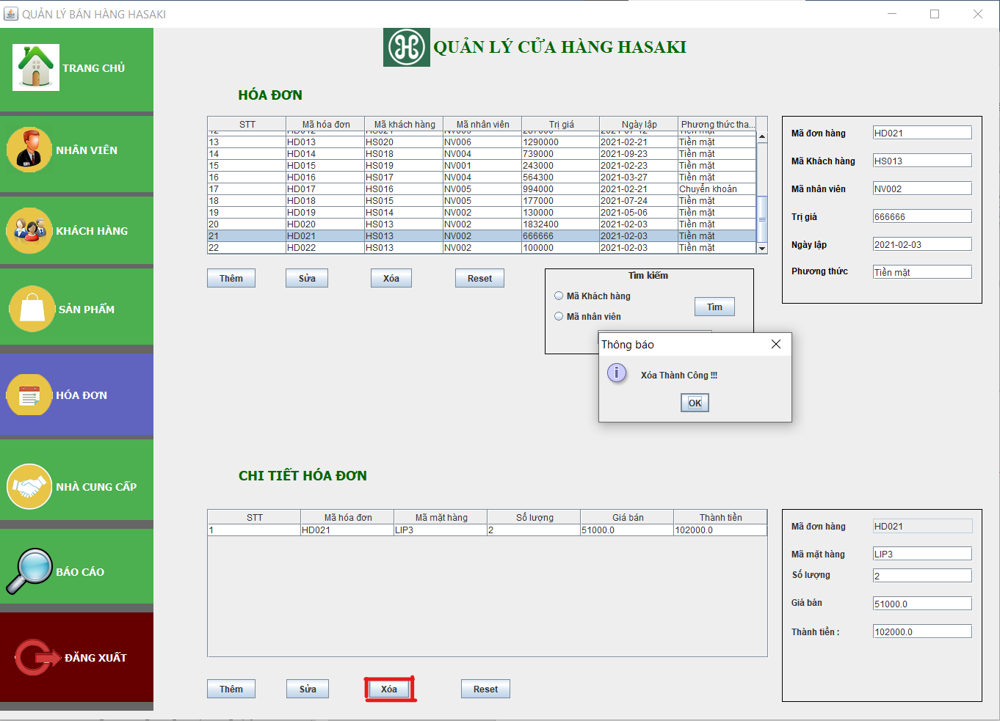 QUẢN LÝ BÁN HÀNG HASAKI
QUẢN LÝ CỬA HÀNG HASAKI
TRANG CHỦ
NHÂN VIÊN
KHÁCH HÀNG
SẢN PHẨM
HÓA ĐƠN
NHÀ CUNG CẤP
BÁO CÁO
ĐĂNG XUẤT
HÓA ĐƠN
STT Mã hóa đơn Mã khách hàng Mã nhân viên Trị giá Ngày lập Phương thức tha...
13 HD013 HS020 NV006 1290000 2021-02-21 Tiền mặt
14 HD014 HS018 NV004 739000 2021-09-23 Tiền mặt
15 HD015 HS019 NV001 243000 2021-02-23 Tiền mặt
16 HD016 HS017 NV004 564300 2021-03-27 Tiền mặt
17 HD017 HS016 NV005 994000 2021-02-21 Chuyển khoản
18 HD018 HS015 NV005 177000 2021-07-24 Tiền mặt
19 HD019 HS014 NV002 130000 2021-05-06 Tiền mặt
20 HD020 HS013 NV002 1832400 2021-02-03 Tiền mặt
21 HD021 HS013 NV002 666666 2021-02-03 Tiền mặt
22 HD022 HS013 NV002 100000 2021-02-03 Tiền mặt
Mã đơn hàng HD021
Mã Khách hàng HS013
Mã nhân viên NV002
Trị giá 666666
Ngày lập 2021-02-03
Phương thức Tiền mặt
Thêm Sửa Xóa Reset
Tìm kiếm
Mã Khách hàng
Mã nhân viên
Tìm
Thông báo
Xóa Thành Công !!!
OK
CHI TIẾT HÓA ĐƠN
STT Mã hóa đơn Mã mặt hàng Số lượng Giá bán Thành tiền
1 HD021 LIP3 2 51000.0 102000.0
Mã đơn hàng HD021
Mã mặt hàng LIP3
Số lượng 2
Giá bán 51000.0
Thành tiền : 102000.0
Thêm Sửa Xóa Reset